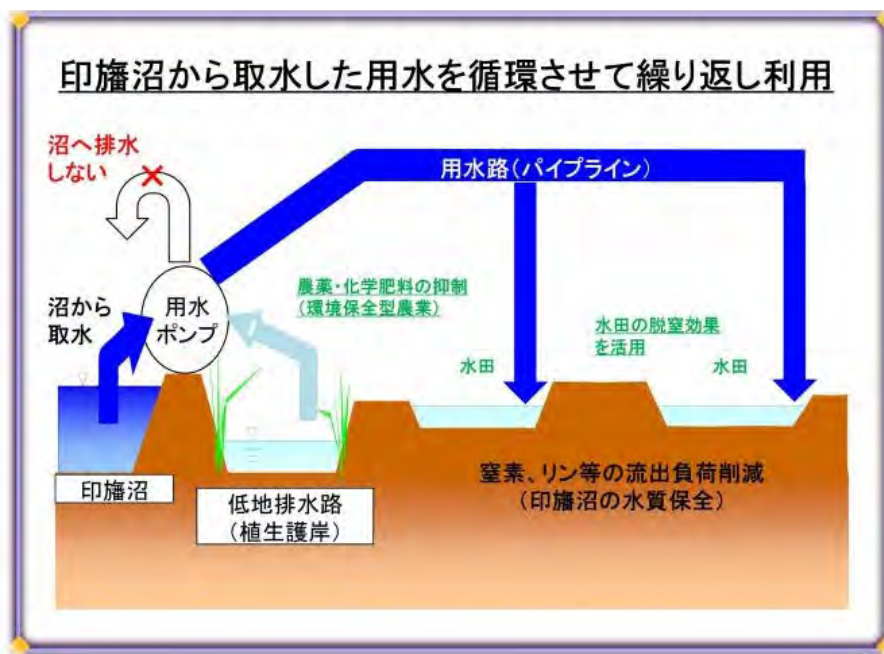 印旛沼から取水した用水を循環させて繰り返し利用
沼へ排水
しない
用水路(パイプライン)
農薬・化学肥料の抑制
(環境保全型農業)
沼から
取水
用水
ポンプ
水田の脱窒効果
を活用
水田
水田
印旛沼
低地排水路
(植生護岸)
窒素、リン等の流出負荷削減
(印旛沼の水質保全)